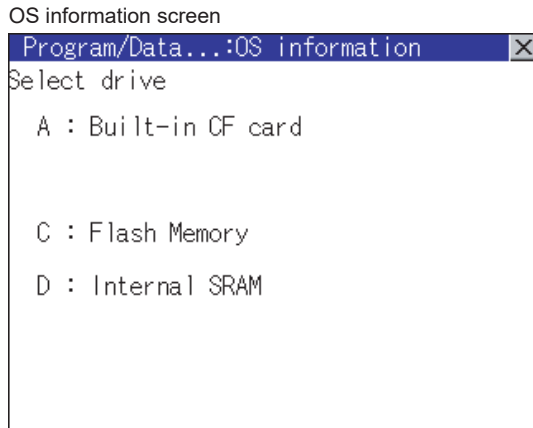 OS information screen
Program/Data...:OS information
Select drive
A : Built-in CF card
C : Flash Memory
D : Internal SRAM